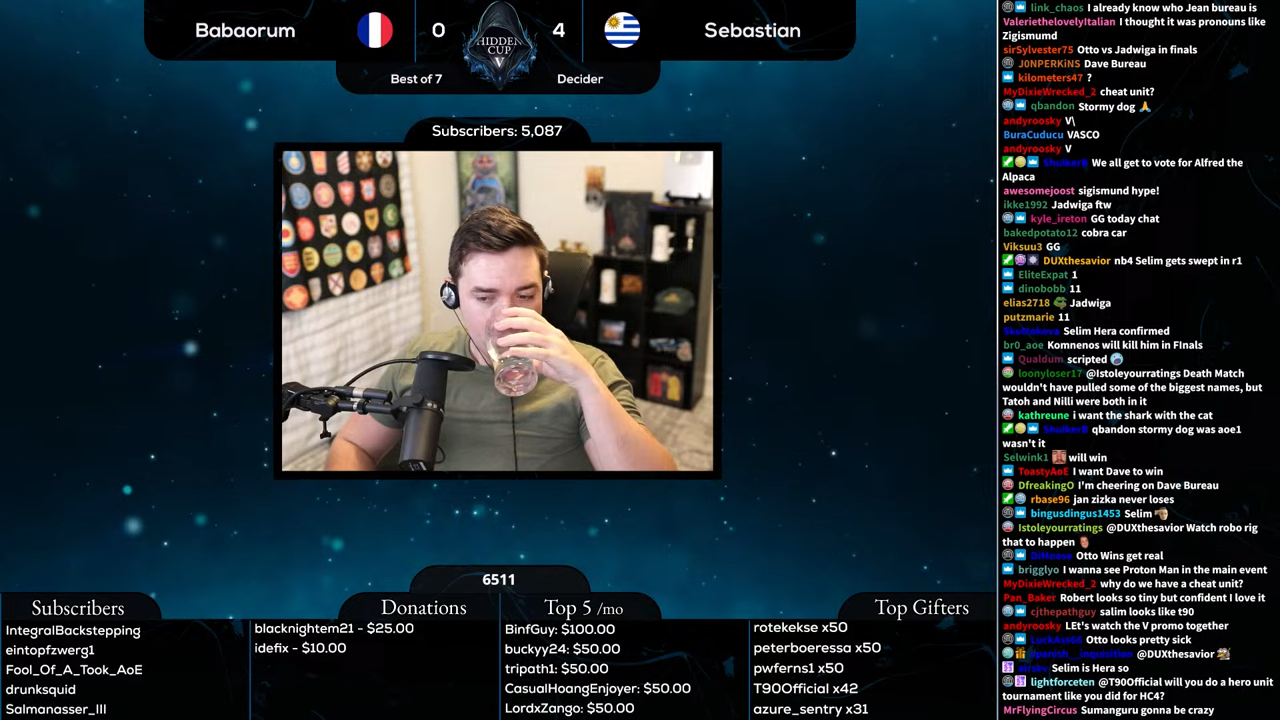 Babaorum
0
HIDDEN
CUP
V
4
Sebastian
Best of 7
Decider
Subscribers: 5,087
6511
Subscribers
IntegralBackstepping
eintopfzwerg1
Fool_Of_A_Took_AoE
drunksquid
Salmanasser_III
Donations
blacknightem21 - $25.00
idefix - $10.00
Top 5 /mo
BinfGuy: $100.00
buckyy24: $50.00
tripath1: $50.00
CasualHoangEnjoyer: $50.00
LordxZango: $50.00
Top Gifters
rotekekse x50
peterboeressa x50
pwferns1 x50
T90Official x42
azure_sentry x31
link_chaos I already know who Jean bureau is
ValerietheIovelyItalian I thought it was pronouns like
Zigismumd
sirSylvester75 Otto vs Jadwiga in finals
J0NPERKiNS Dave Bureau
kilometers47 ?
MyDixieWrecked_2 cheat unit?
qbandon Stormy dog 🙏
andyroosky V\
BuraCuducu VASCO
andyroosky V
ShulkerB We all get to vote for Alfred the
Alpaca
awesomejoost sigismund hype!
ikke1992 Jadwiga ftw
kyle_ireton GG today chat
bakedpotato12 cobra car
Viksuu3 GG
DUXthesavior nb4 Selim gets swept in r1
EliteExpat 1
dinobobb 11
elias2718 Jadwiga
putzmarie 11
Selim Hera confirmed
br0_aoe Komnenos will kill him in FInals
Qualdum scripted
loonyloser17 @Istoleyourratings Death Match
wouldn't have pulled some of the biggest names, but
Tatoh and Nilli were both in it
kathreune i want the shark with the cat
ShulkerB qbandon stormy dog was aoe1
wasn't it
Selwink1 will win
ToastyAoE I want Dave to win
DfreakingO I'm cheering on Dave Bureau
rbase96 jan zizka never loses
bingusdingus1453 Selim
Istoleyourratings @DUXthesavior Watch robo rig
that to happen
Otto Wins get real
brigglyo I wanna see Proton Man in the main event
MyDixieWrecked_2 why do we have a cheat unit?
Pan_Baker Robert looks so tiny but confident I love it
cjthepathguy salim looks like t90
andyroosky LEt's watch the V promo together
Otto looks pretty sick
@DUXthesavior
Selim is Hera so
lightforceten @T90Official will you do a hero unit
tournament like you did for HC4?
MrFlyingCircus Sumanguru gonna be crazy